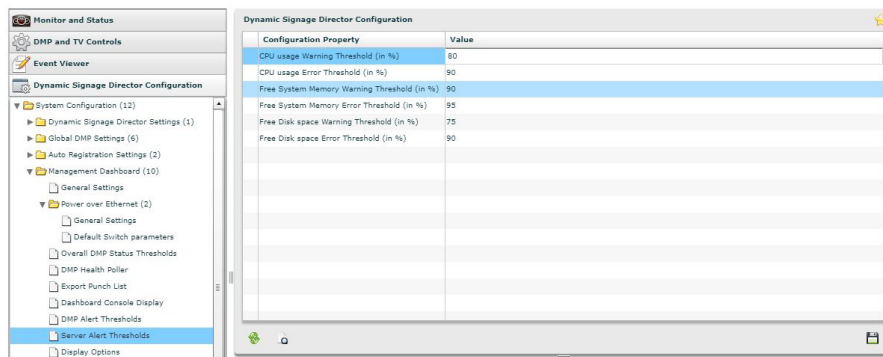 Monitor and Status
DMP and TV Controls
Event Viewer
Dynamic Signage Director Configuration
System Configuration (12)
Dynamic Signage Director Settings (1)
Global DMP Settings (6)
Auto Registration Settings (2)
Management Dashboard (10)
General Settings
Power over Ethernet (2)
General Settings
Default Switch parameters
Overall DMP Status Thresholds
DMP Health Poller
Export Punch List
Dashboard Console Display
DMP Alert Thresholds
Server Alert Thresholds
Display Options
Dynamic Signage Director Configuration
Configuration Property Value
CPU usage Warning Threshold (in %) 80
CPU usage Error Threshold (in %) 90
Free System Memory Warning Threshold (in %) 90
Free System Memory Error Threshold (in %) 95
Free Disk space Warning Threshold (in %) 75
Free Disk space Error Threshold (in %) 90